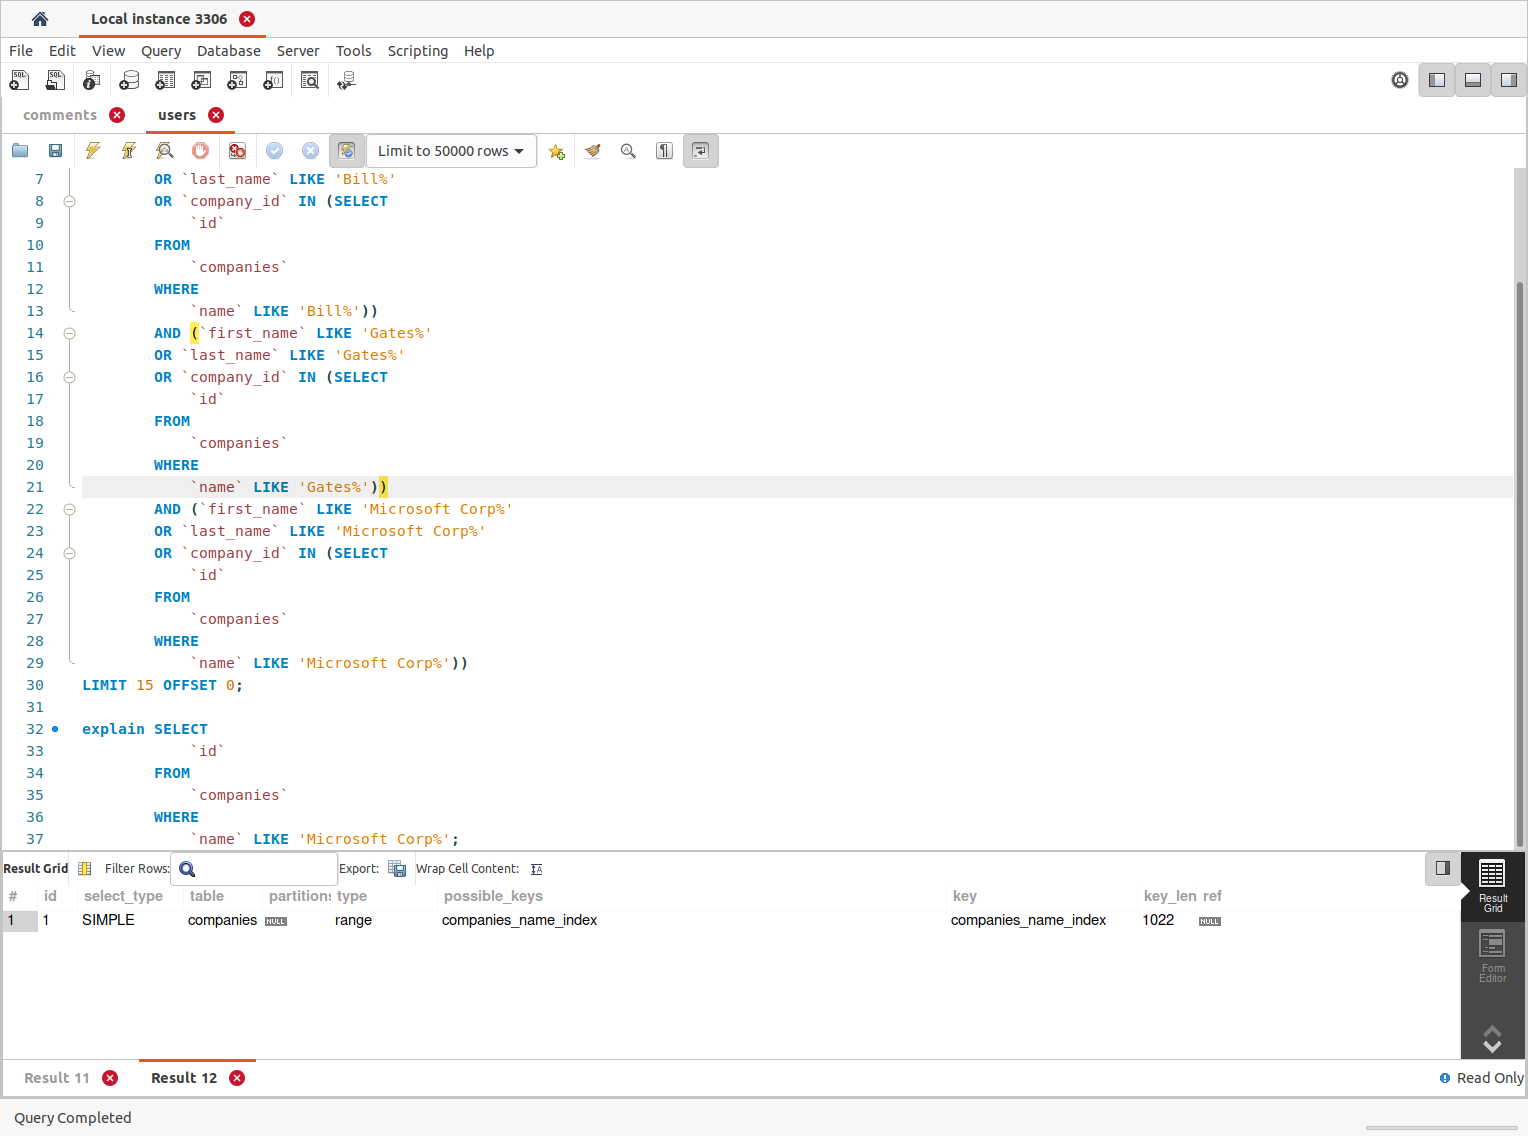 Local instance 3306
File Edit View Query Database Server Tools Scripting Help
comments users
Limit to 50000 rows
7 OR `last_name` LIKE 'Bill%'
8 OR `company_id` IN (SELECT
9 `id`
10 FROM
11 `companies`
12 WHERE
13 `name` LIKE 'Bill%'))
14 AND (`first_name` LIKE 'Gates%'
15 OR `last_name` LIKE 'Gates%'
16 OR `company_id` IN (SELECT
17 `id`
18 FROM
19 `companies`
20 WHERE
21 `name` LIKE 'Gates%'))
22 AND (`first_name` LIKE 'Microsoft Corp%'
23 OR `last_name` LIKE 'Microsoft Corp%'
24 OR `company_id` IN (SELECT
25 `id`
26 FROM
27 `companies`
28 WHERE
29 `name` LIKE 'Microsoft Corp%'))
30 LIMIT 15 OFFSET 0;
31
32 explain SELECT
33 `id`
34 FROM
35 `companies`
36 WHERE
37 `name` LIKE 'Microsoft Corp%';
Result Grid Filter Rows: Export: Wrap Cell Content:
# id select_type table partitions type possible_keys key key_len ref
1 1 SIMPLE companies NULL range companies_name_index companies_name_index 1022 NULL
Result Grid
Form Editor
Result 11 Result 12 Read Only
Query Completed